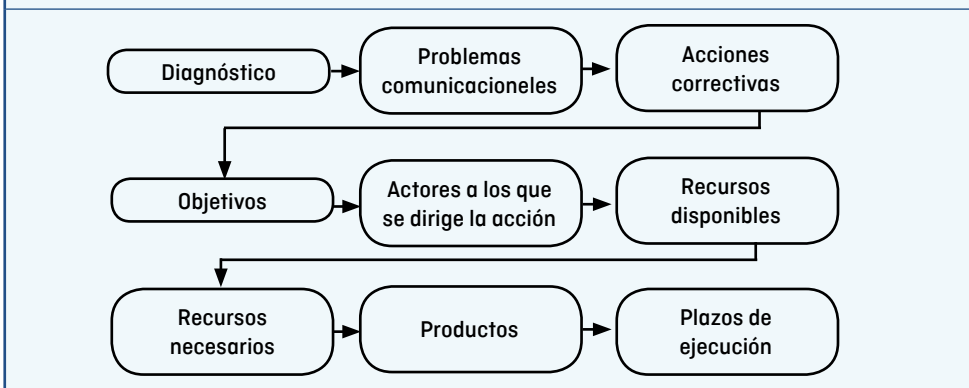 Diagnóstico
Problemas
comunicacioneles
Acciones
correctivas
Objetivos
Actores a los que
se dirige la acción
Recursos
disponibles
Recursos
necesarios
Productos
Plazos de
ejecución